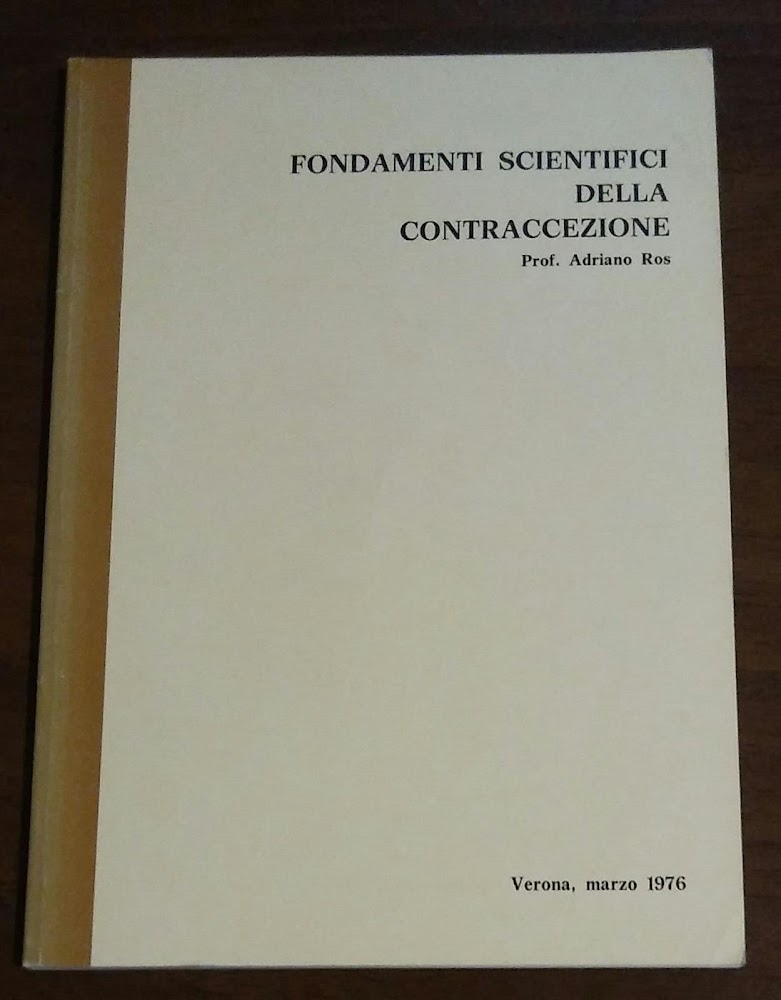 FONDAMENTI SCIENTIFICI
DELLA
CONTRACCEZIONE
Prof. Adriano Ros
Verona, marzo 1976